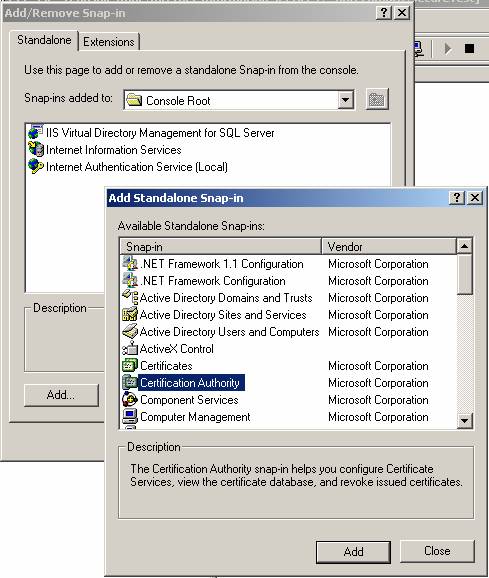 Add/Remove Snap-in
Standalone
Extensions
Use this page to add or remove a standalone Snap-in from the console.
Snap-ins added to:
Console Root
IIS Virtual Directory Management for SQL Server
Internet Information Services
Internet Authentication Service (Local)
Description
Add...
Add Standalone Snap-in
Available Standalone Snap-ins:
Snap-in Vendor
.NET Framework 1.1 Configuration Microsoft Corporation
.NET Framework Configuration Microsoft Corporation
Active Directory Domains and Trusts Microsoft Corporation
Active Directory Sites and Services Microsoft Corporation
Active Directory Users and Computers Microsoft Corporation
ActiveX Control
Certificates Microsoft Corporation
Certification Authority Microsoft Corporation
Component Services Microsoft Corporation
Computer Management Microsoft Corporation
Description
The Certification Authority snap-in helps you configure Certificate
Services, view the certificate database, and revoke issued certificates.
Add
Close